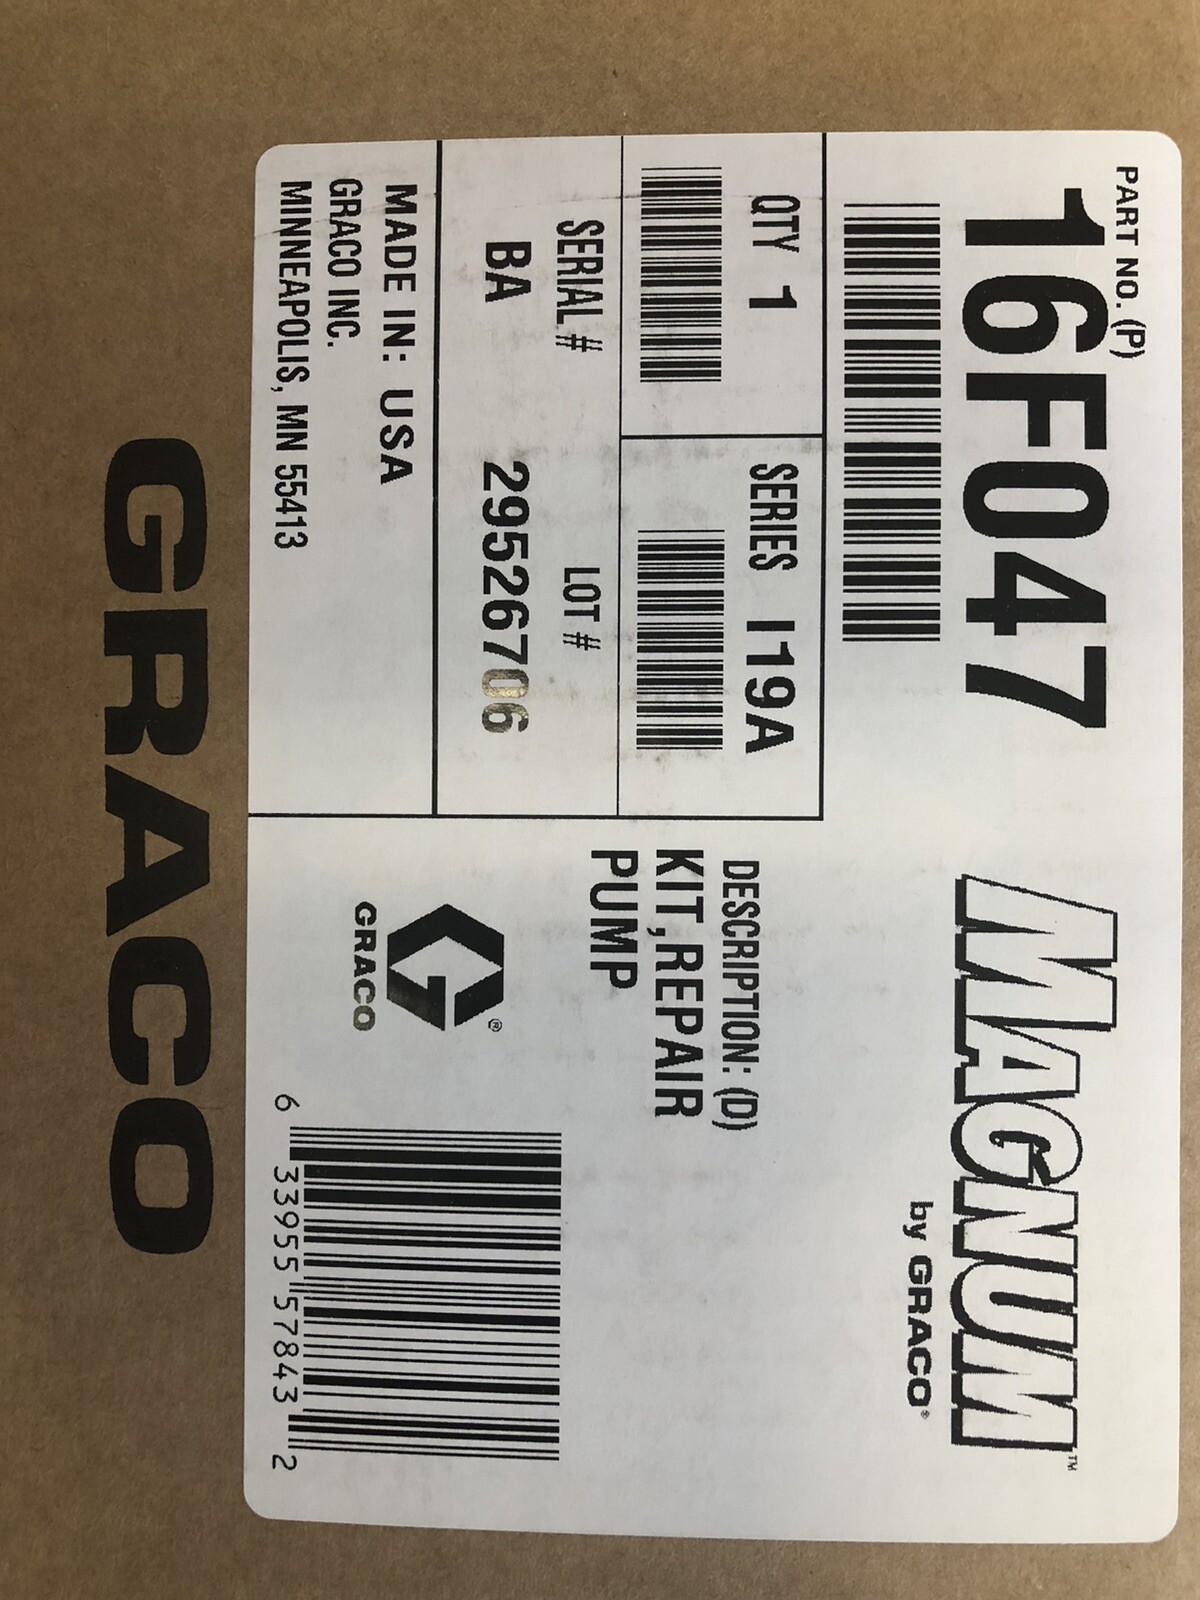 PART NO. (P)
16F047
MAGNUM™
by GRACO®
QTY 1
SERIES I19A
DESCRIPTION: (D)
KIT,REPAIR
PUMP
SERIAL # LOT #
BA 29526706
MADE IN: USA
GRACO INC.
MINNEAPOLIS, MN 55413
®
GRACO
6 33955 57843 2
GRACO